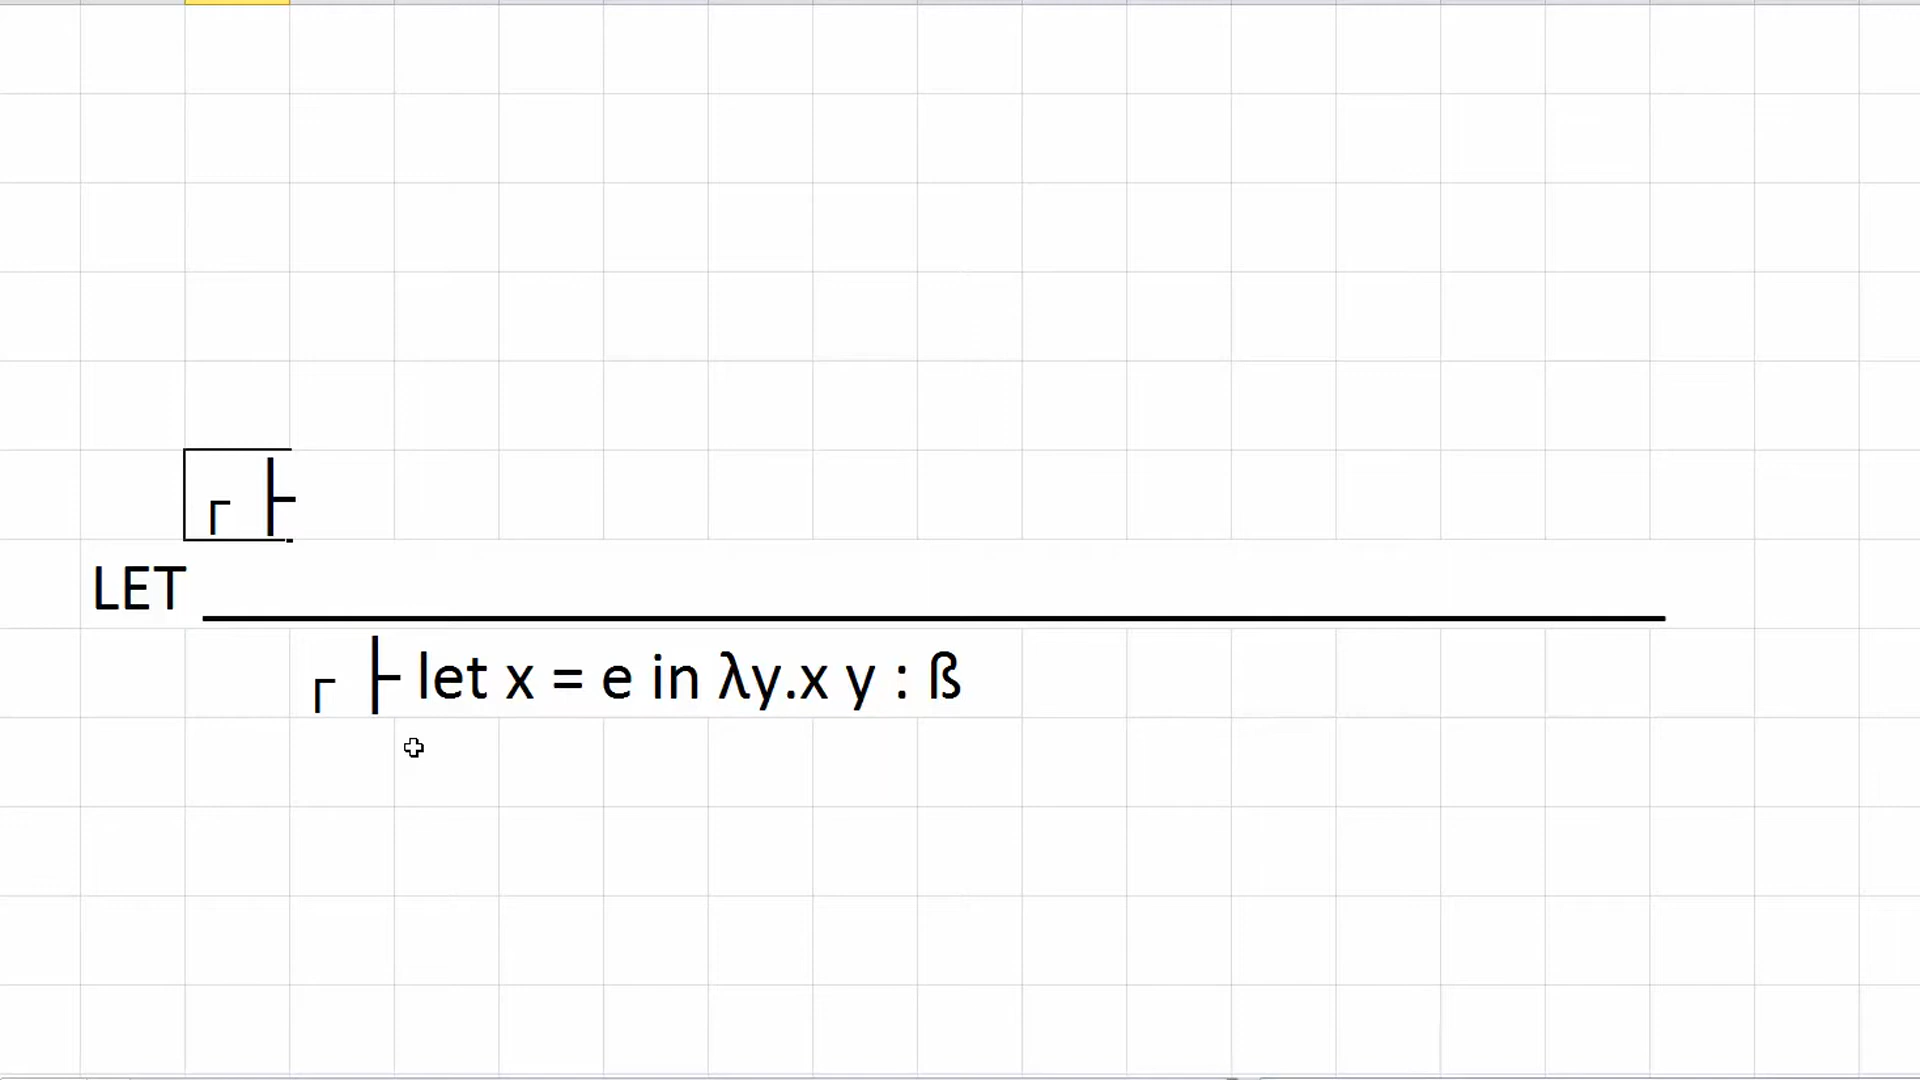 ┌ ├
LET
┌ ├ let x = e in λy.x y : ß